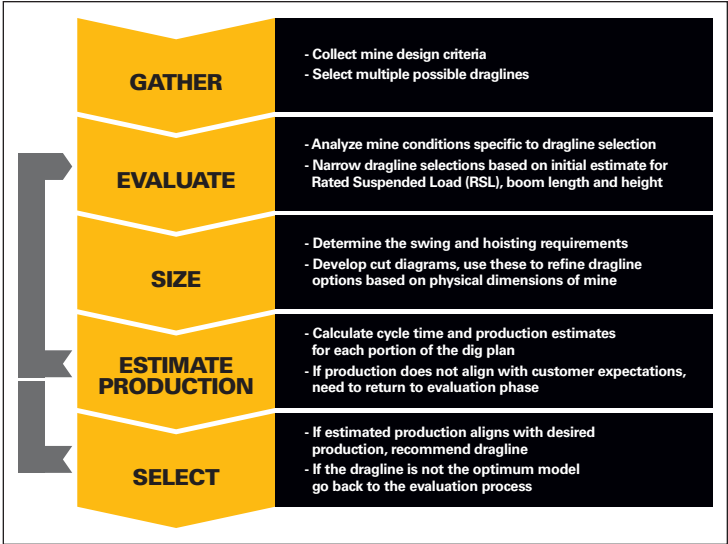 GATHER
- Collect mine design criteria
- Select multiple possible draglines
EVALUATE
- Analyze mine conditions specific to dragline selection
- Narrow dragline selections based on initial estimate for
Rated Suspended Load (RSL), boom length and height
SIZE
- Determine the swing and hoisting requirements
- Develop cut diagrams, use these to refine dragline
options based on physical dimensions of mine
ESTIMATE
PRODUCTION
- Calculate cycle time and production estimates
for each portion of the dig plan
- If production does not align with customer expectations,
need to return to evaluation phase
SELECT
- If estimated production aligns with desired
production, recommend dragline
- If the dragline is not the optimum model
go back to the evaluation process